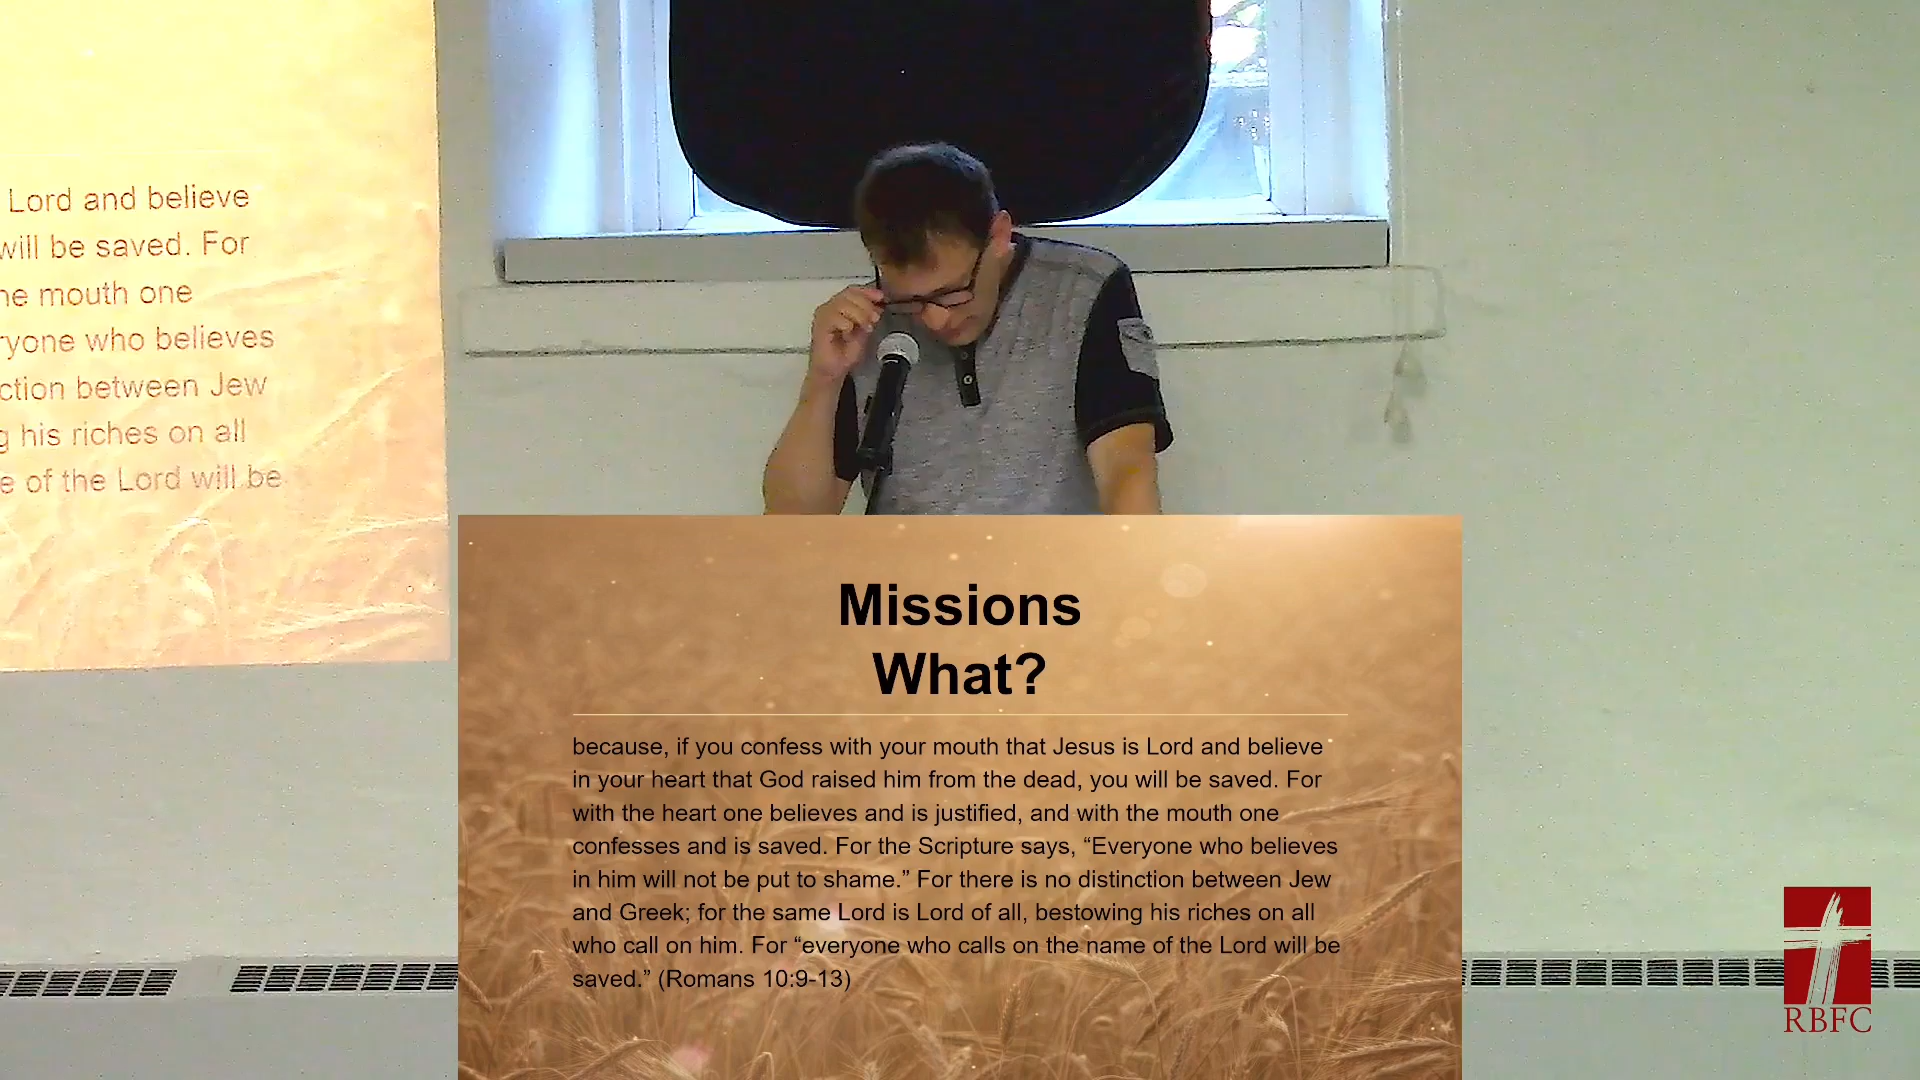 Lord and believe
will be saved. For
he mouth one
ryone who believes
ction between Jew
g his riches on all
e of the Lord will be
Missions
What?
because, if you confess with your mouth that Jesus is Lord and believe
in your heart that God raised him from the dead, you will be saved. For
with the heart one believes and is justified, and with the mouth one
confesses and is saved. For the Scripture says, “Everyone who believes
in him will not be put to shame.” For there is no distinction between Jew
and Greek; for the same Lord is Lord of all, bestowing his riches on all
who call on him. For “everyone who calls on the name of the Lord will be
saved.” (Romans 10:9-13)
RBFC